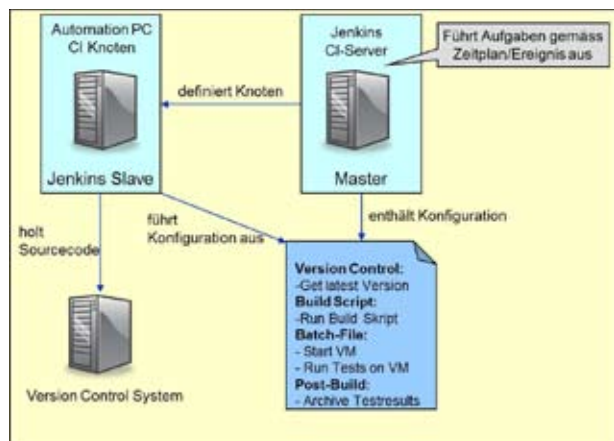 Automation PC
CI Knoten
Jenkins Slave
Jenkins
CI-Server
Master
Führt Aufgaben gemäss
Zeitplan/Ereignis aus
definiert Knoten
holt
Sourcecode
führt
Konfiguration aus
enthält Konfiguration
Version Control:
-Get latest Version
Build Script:
-Run Build Skript
Batch-File:
- Start VM
- Run Tests on VM
Post-Build:
- Archive Testresults
Version Control System